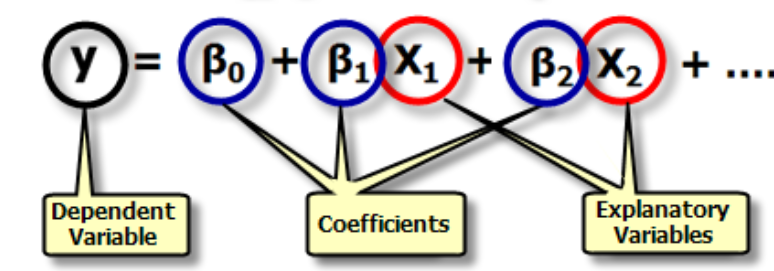 y = β₀ + β₁ X₁ + β₂ X₂ + ....
Dependent
Variable
Coefficients
Explanatory
Variables